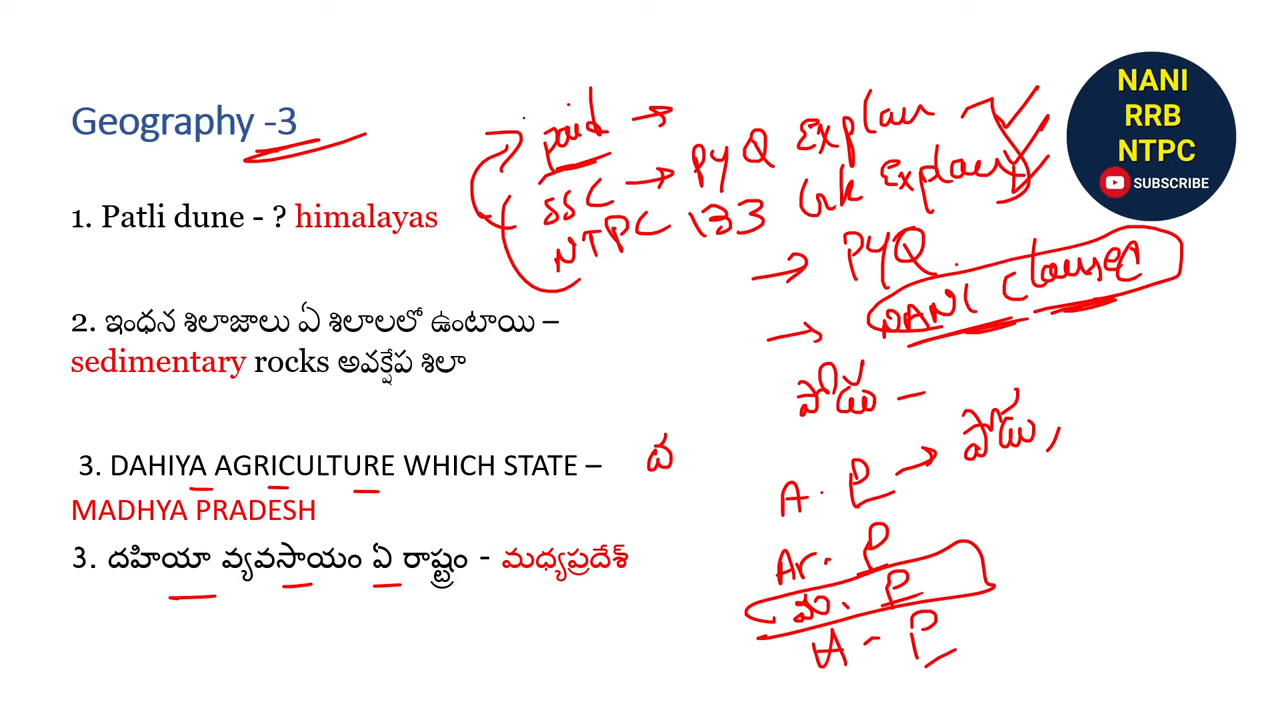 Geography -3
1. Patli dune - ? himalayas
2. ఇంధన శిలాజాలు ఏ శిలాలలో ఉంటాయి –
sedimentary rocks అవక్షేప శిలా
3. DAHIYA AGRICULTURE WHICH STATE –
MADHYA PRADESH
3. దహియా వ్యవసాయం ఏ రాష్ట్రం - మధ్యప్రదేశ్
paid →
SSC → PYQ Explain
NTPC 133 Gk Explain
→ PYQ
→ NANI Classes
పోడు –
ద
A. P → పోడు,
Ar. P
మ. P
A - P
NANI
RRB
NTPC
SUBSCRIBE